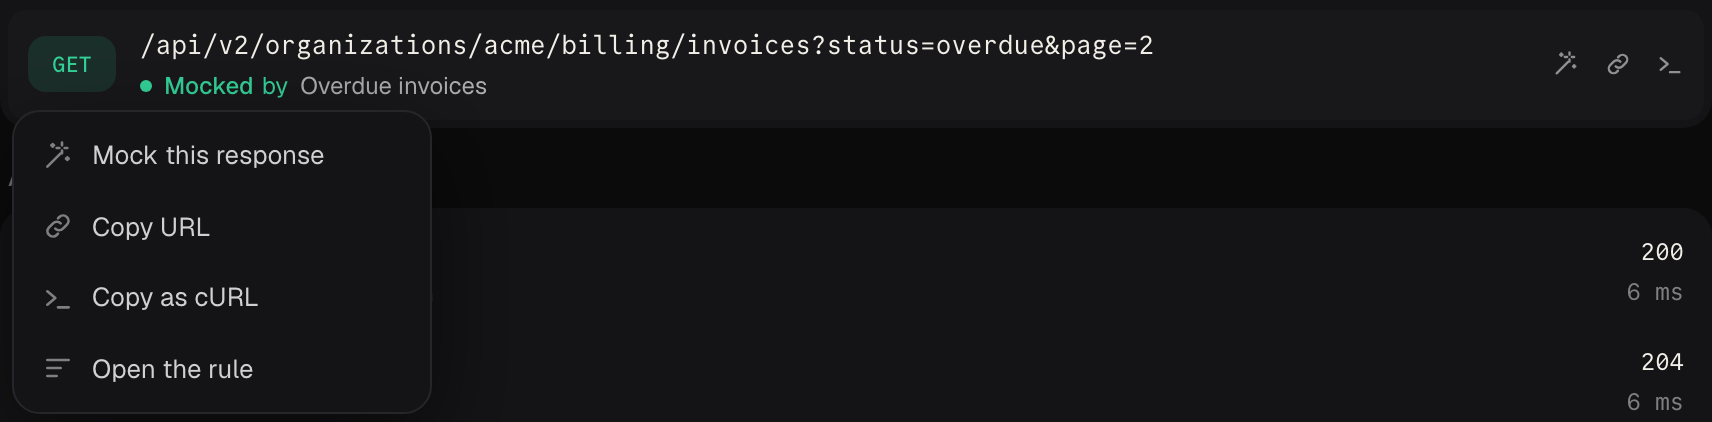 GET
/api/v2/organizations/acme/billing/invoices?status=overdue&page=2
Mocked by Overdue invoices
Mock this response
Copy URL
Copy as cURL
Open the rule
200
6 ms
204
6 ms